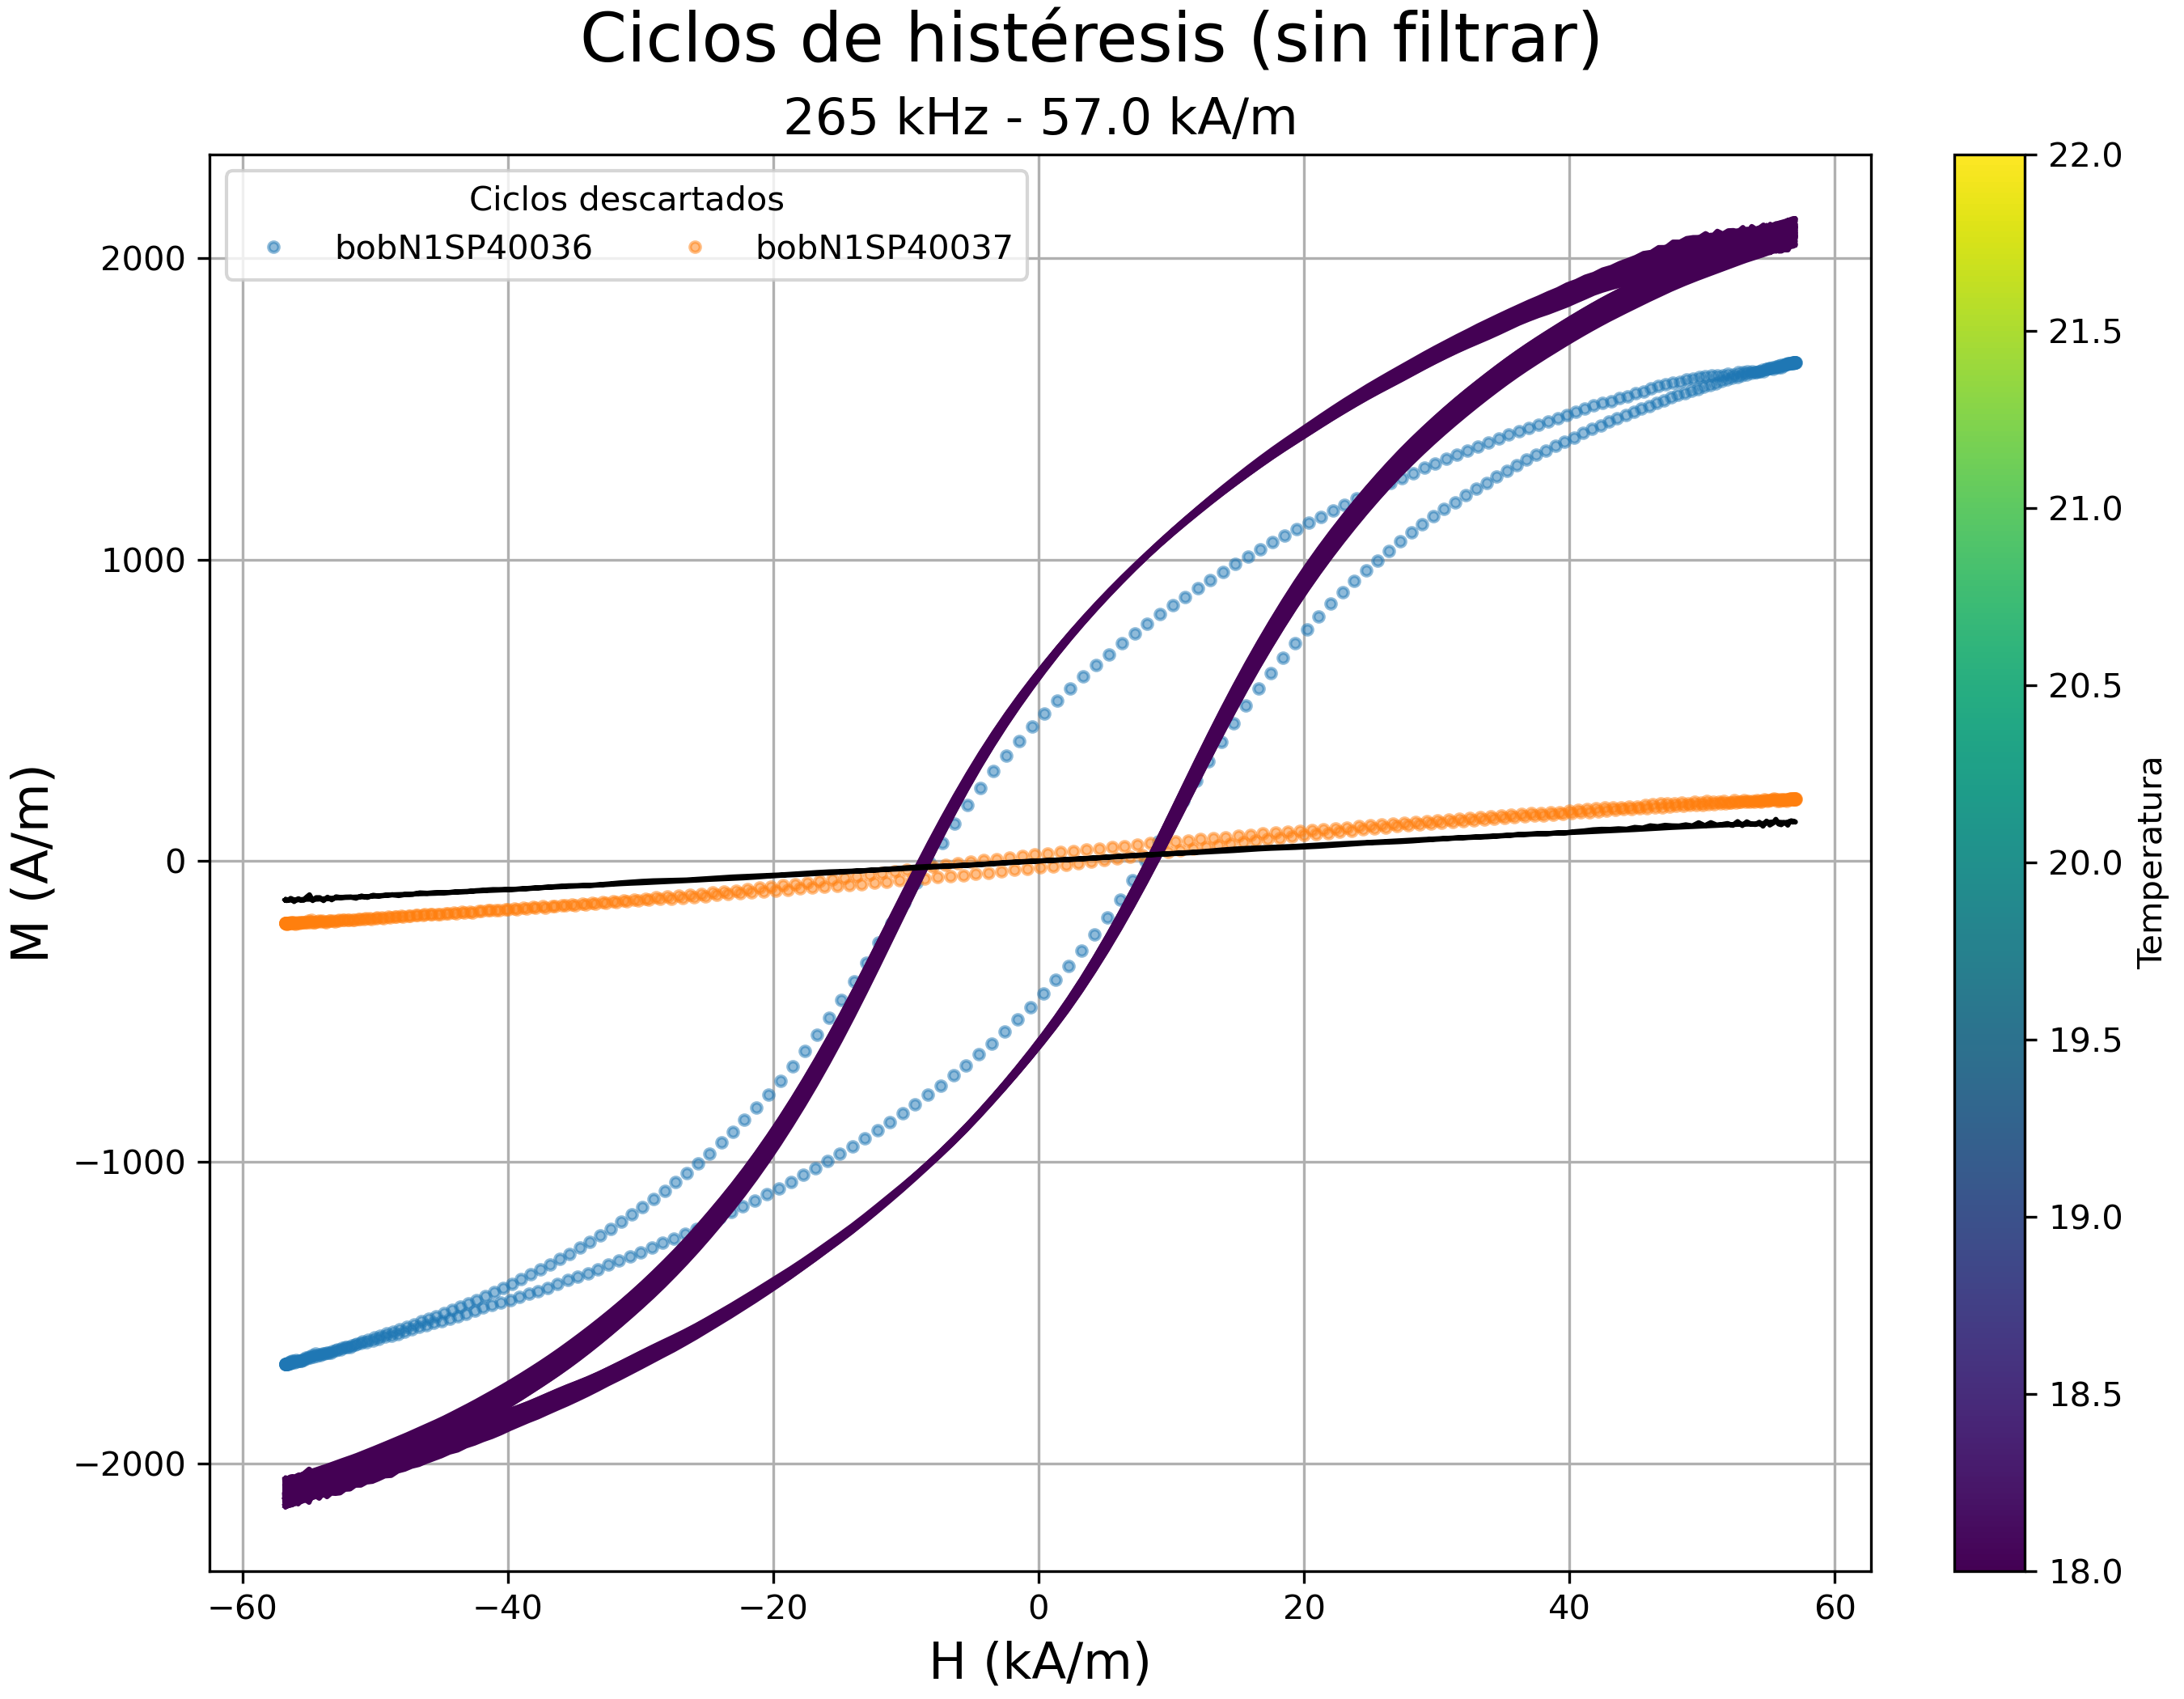 Ciclos de histéresis (sin filtrar)
265 kHz - 57.0 kA/m
Ciclos descartados
bobN1SP40036 bobN1SP40037
2000
1000
0
−1000
−2000
M (A/m)
−60 −40 −20 0 20 40 60
H (kA/m)
22.0
21.5
21.0
20.5
20.0
19.5
19.0
18.5
18.0
Temperatura